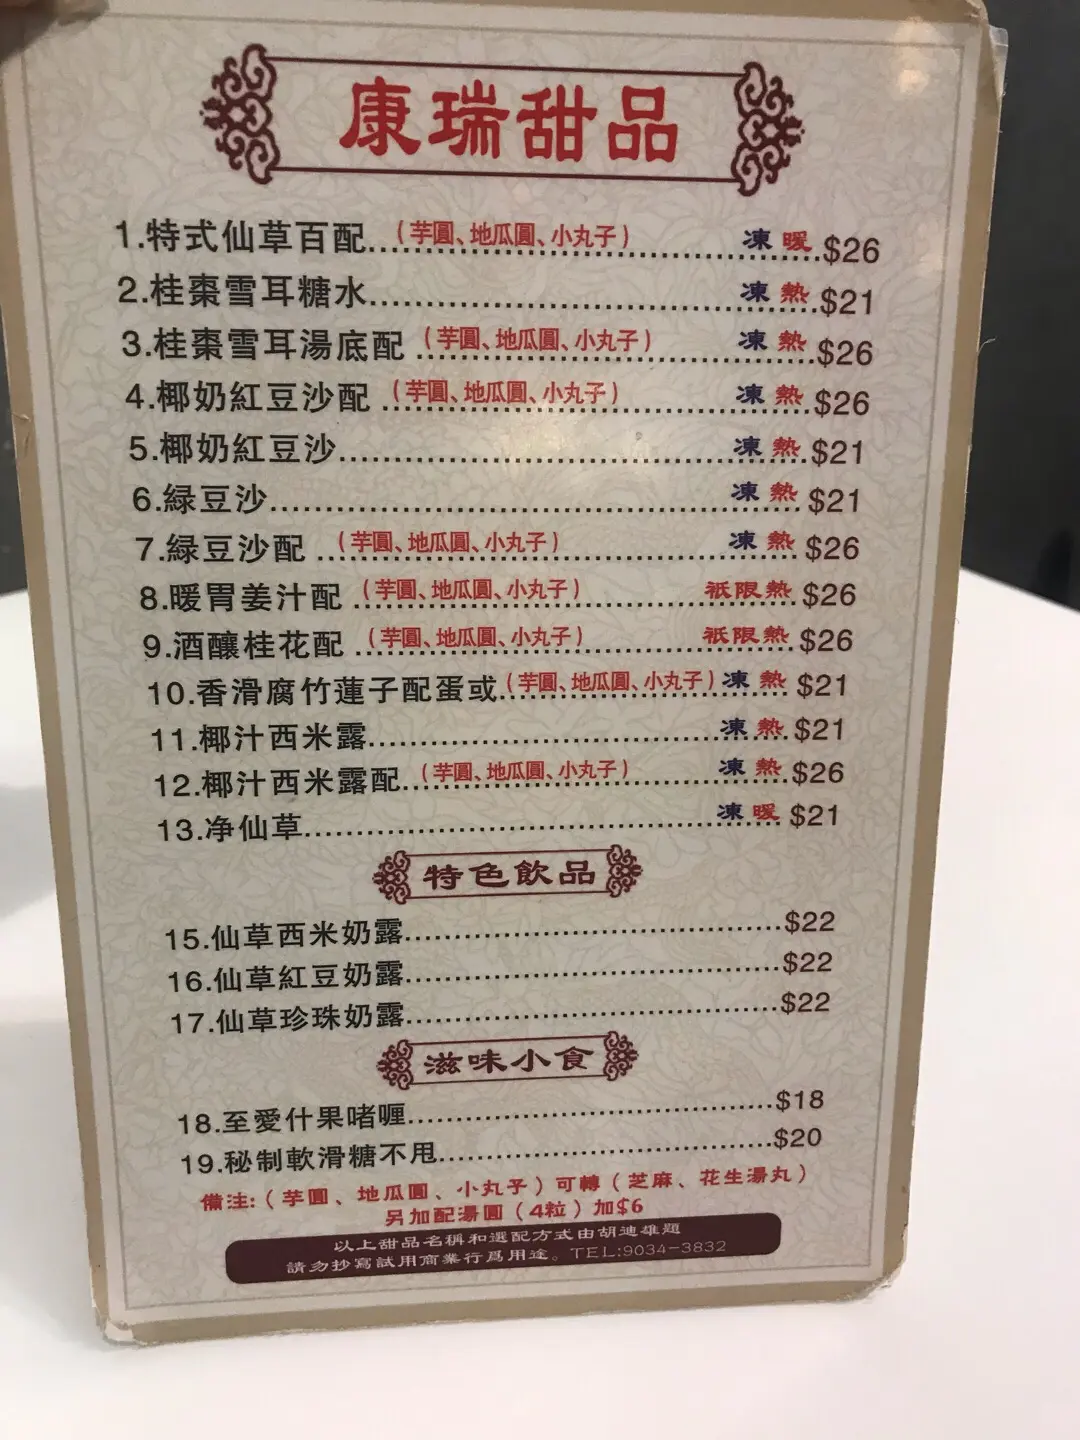 康瑞甜品
1.特式仙草百配......(芋圓、地瓜圓、小丸子) 凍 暖 $26
2.桂棗雪耳糖水...... 凍 熱 $21
3.桂棗雪耳湯底配 ......(芋圓、地瓜圓、小丸子) 凍 熱 $26
4.椰奶紅豆沙配 ......(芋圓、地瓜圓、小丸子) 凍 熱 $26
5.椰奶紅豆沙...... 凍 熱 $21
6.緑豆沙...... 凍 熱 $21
7.緑豆沙配 ......(芋圓、地瓜圓、小丸子) 凍 熱 $26
8.暖胃姜汁配 ......(芋圓、地瓜圓、小丸子) 祇限熱 $26
9.酒釀桂花配 ......(芋圓、地瓜圓、小丸子) 祇限熱 $26
10.香滑腐竹蓮子配蛋或......(芋圓、地瓜圓、小丸子) 凍 熱 $21
11.椰汁西米露...... 凍 熱 $21
12.椰汁西米露配......(芋圓、地瓜圓、小丸子) 凍 熱 $26
13.净仙草...... 凍 暖 $21
特色飲品
15.仙草西米奶露......$22
16.仙草紅豆奶露......$22
17.仙草珍珠奶露......$22
滋味小食
18.至愛什果啫喱......$18
19.秘制軟滑糖不甩......$20
備注:(芋圓、地瓜圓、小丸子)可轉(芝麻、花生湯丸)
另加配湯圓(4粒)加$6
以上甜品名稱和選配方式由胡迪雄題
請勿抄寫試用商業行爲用途。TEL:9034-3832